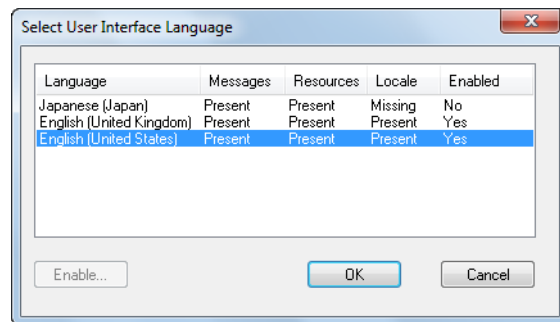 Select User Interface Language
Language Messages Resources Locale Enabled
Japanese (Japan) Present Present Missing No
English (United Kingdom) Present Present Present Yes
English (United States) Present Present Present Yes
Enable... OK Cancel